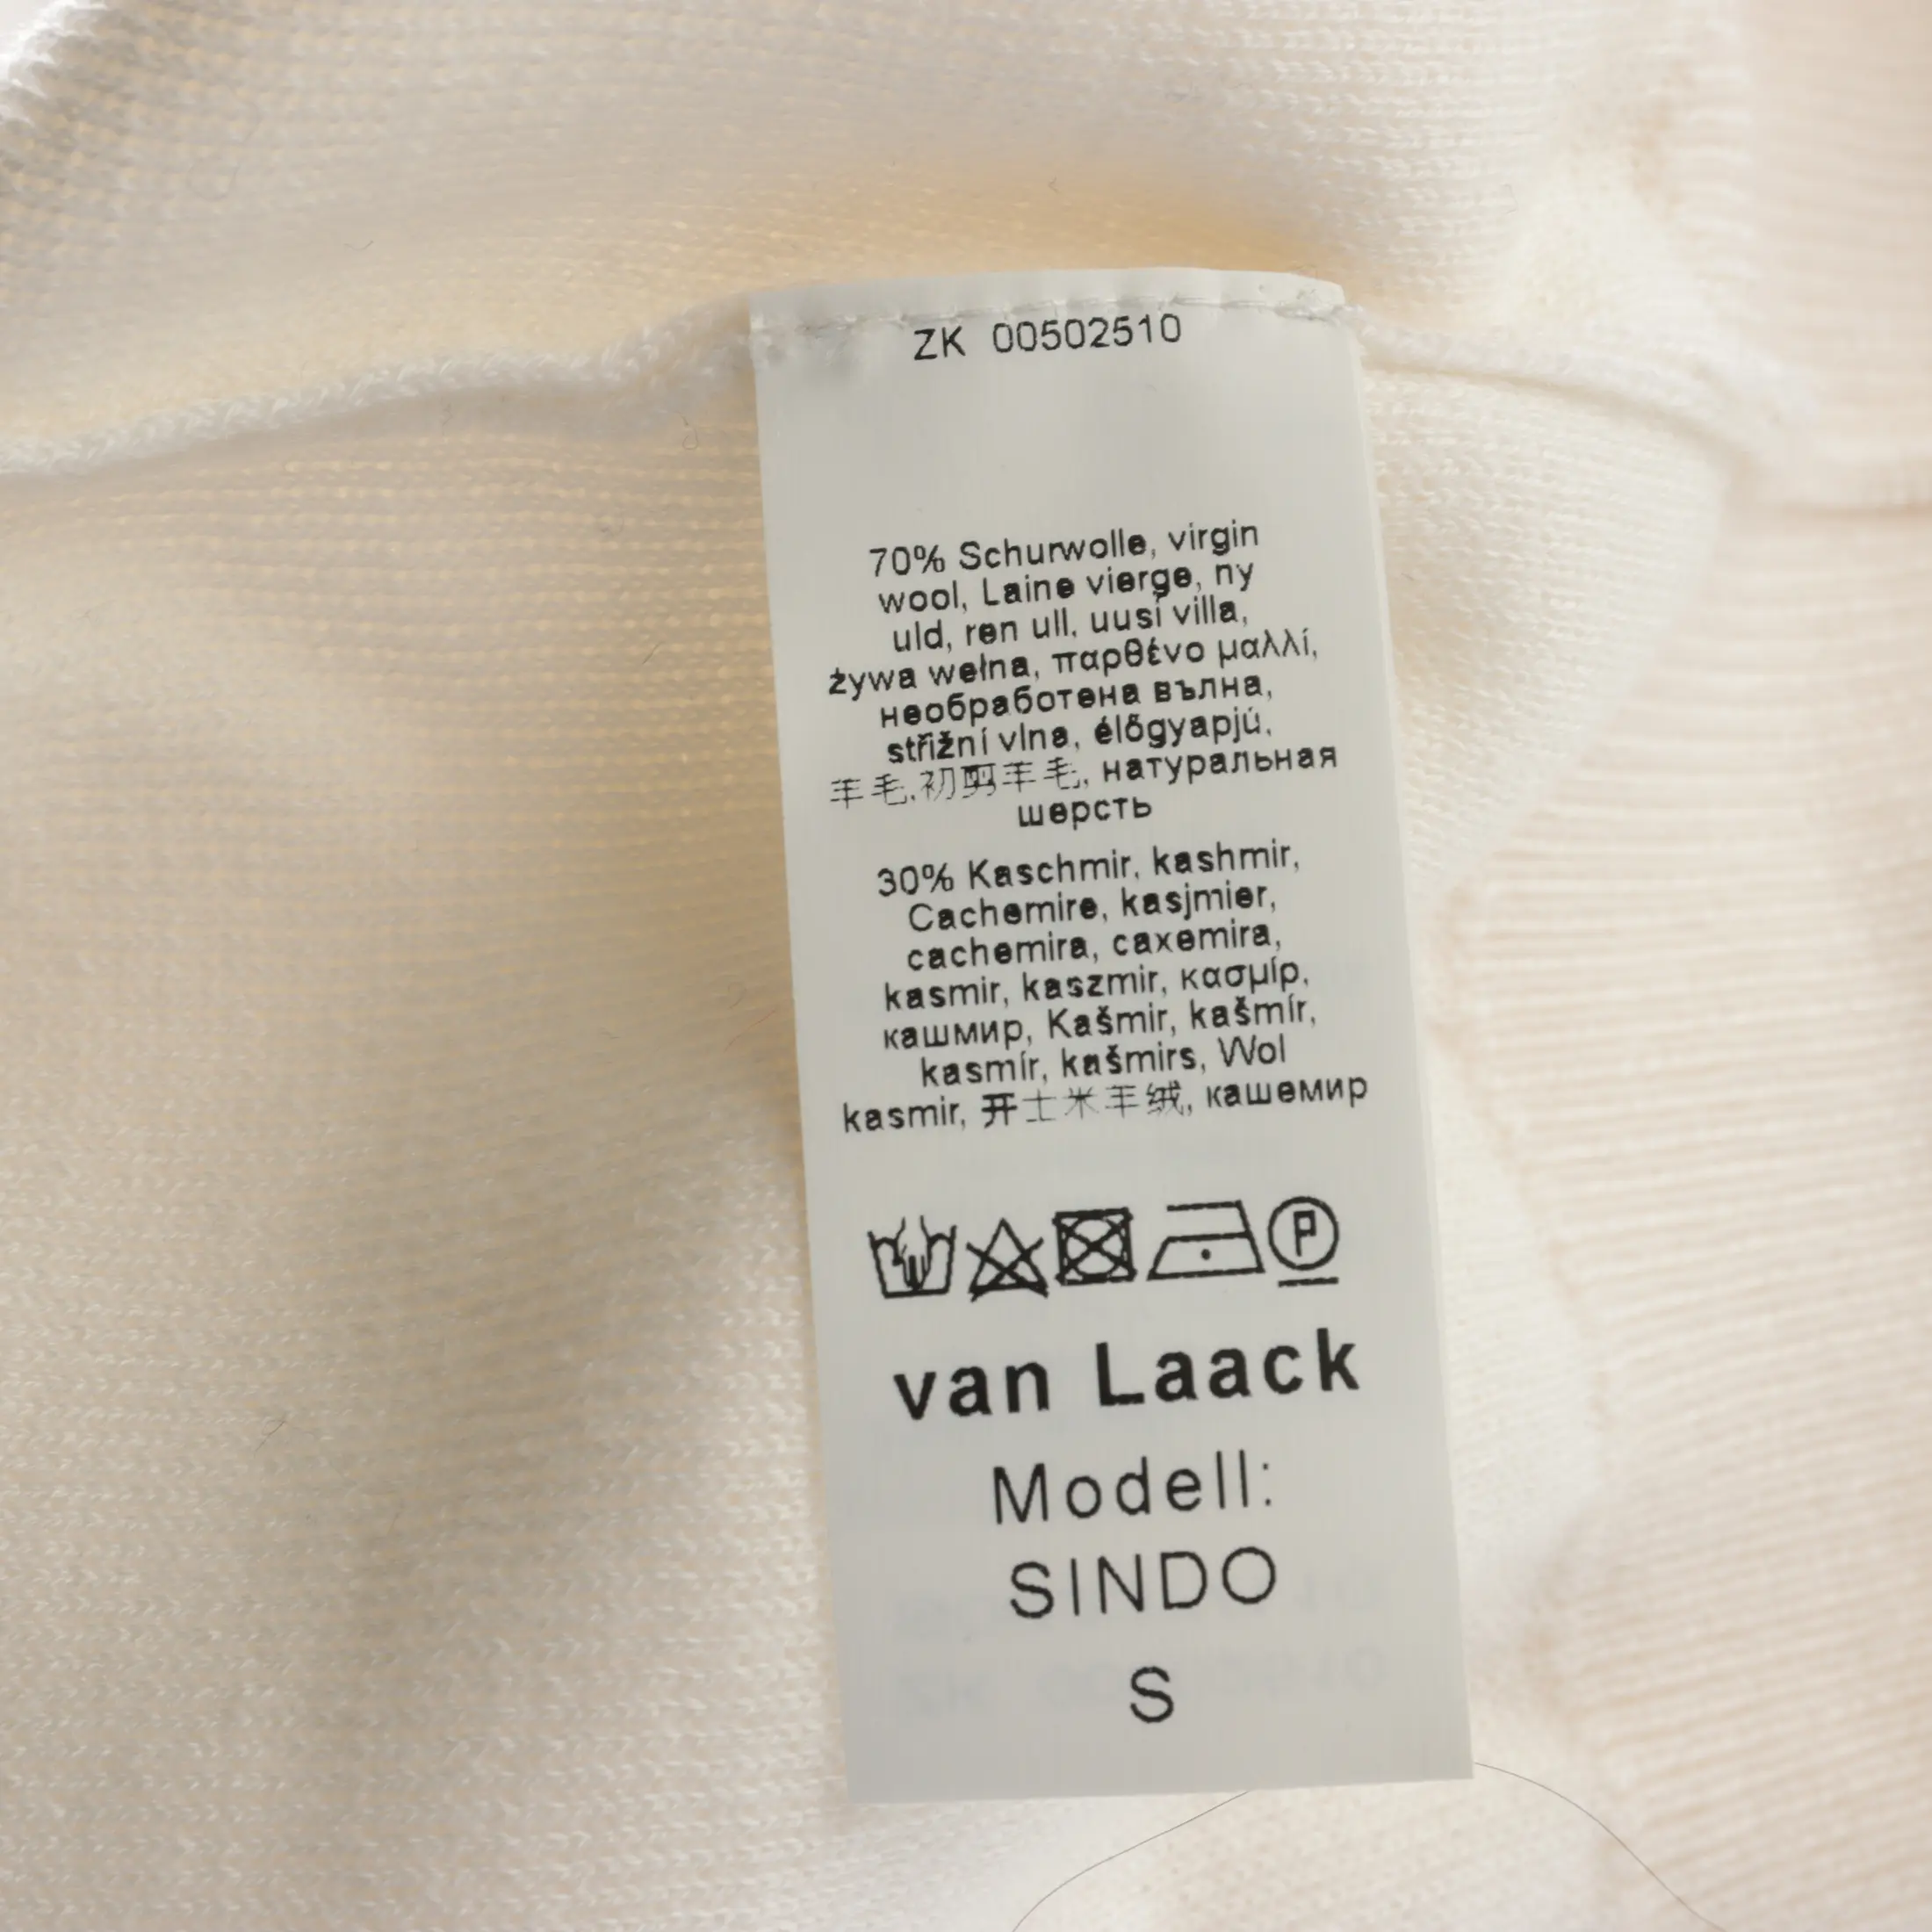 ZK 00502510
70% Schurwolle, virgin
wool, Laine vierge, ny
uld, ren ull, uusi villa,
żywa wełna, παρθένο μαλλί,
необработена вълна,
střižní vlna, élőgyapjú,
羊毛,初剪羊毛, натуральная
шерсть
30% Kaschmir, kashmir,
Cachemire, kasjmier,
cachemira, caxemira,
kasmir, kaszmir, κασμίρ,
кашмир, Kašmir, kašmír,
kasmír, kašmirs, Wol
kasmir, 开士米羊绒, кашемир
P
van Laack
Modell:
SINDO
S